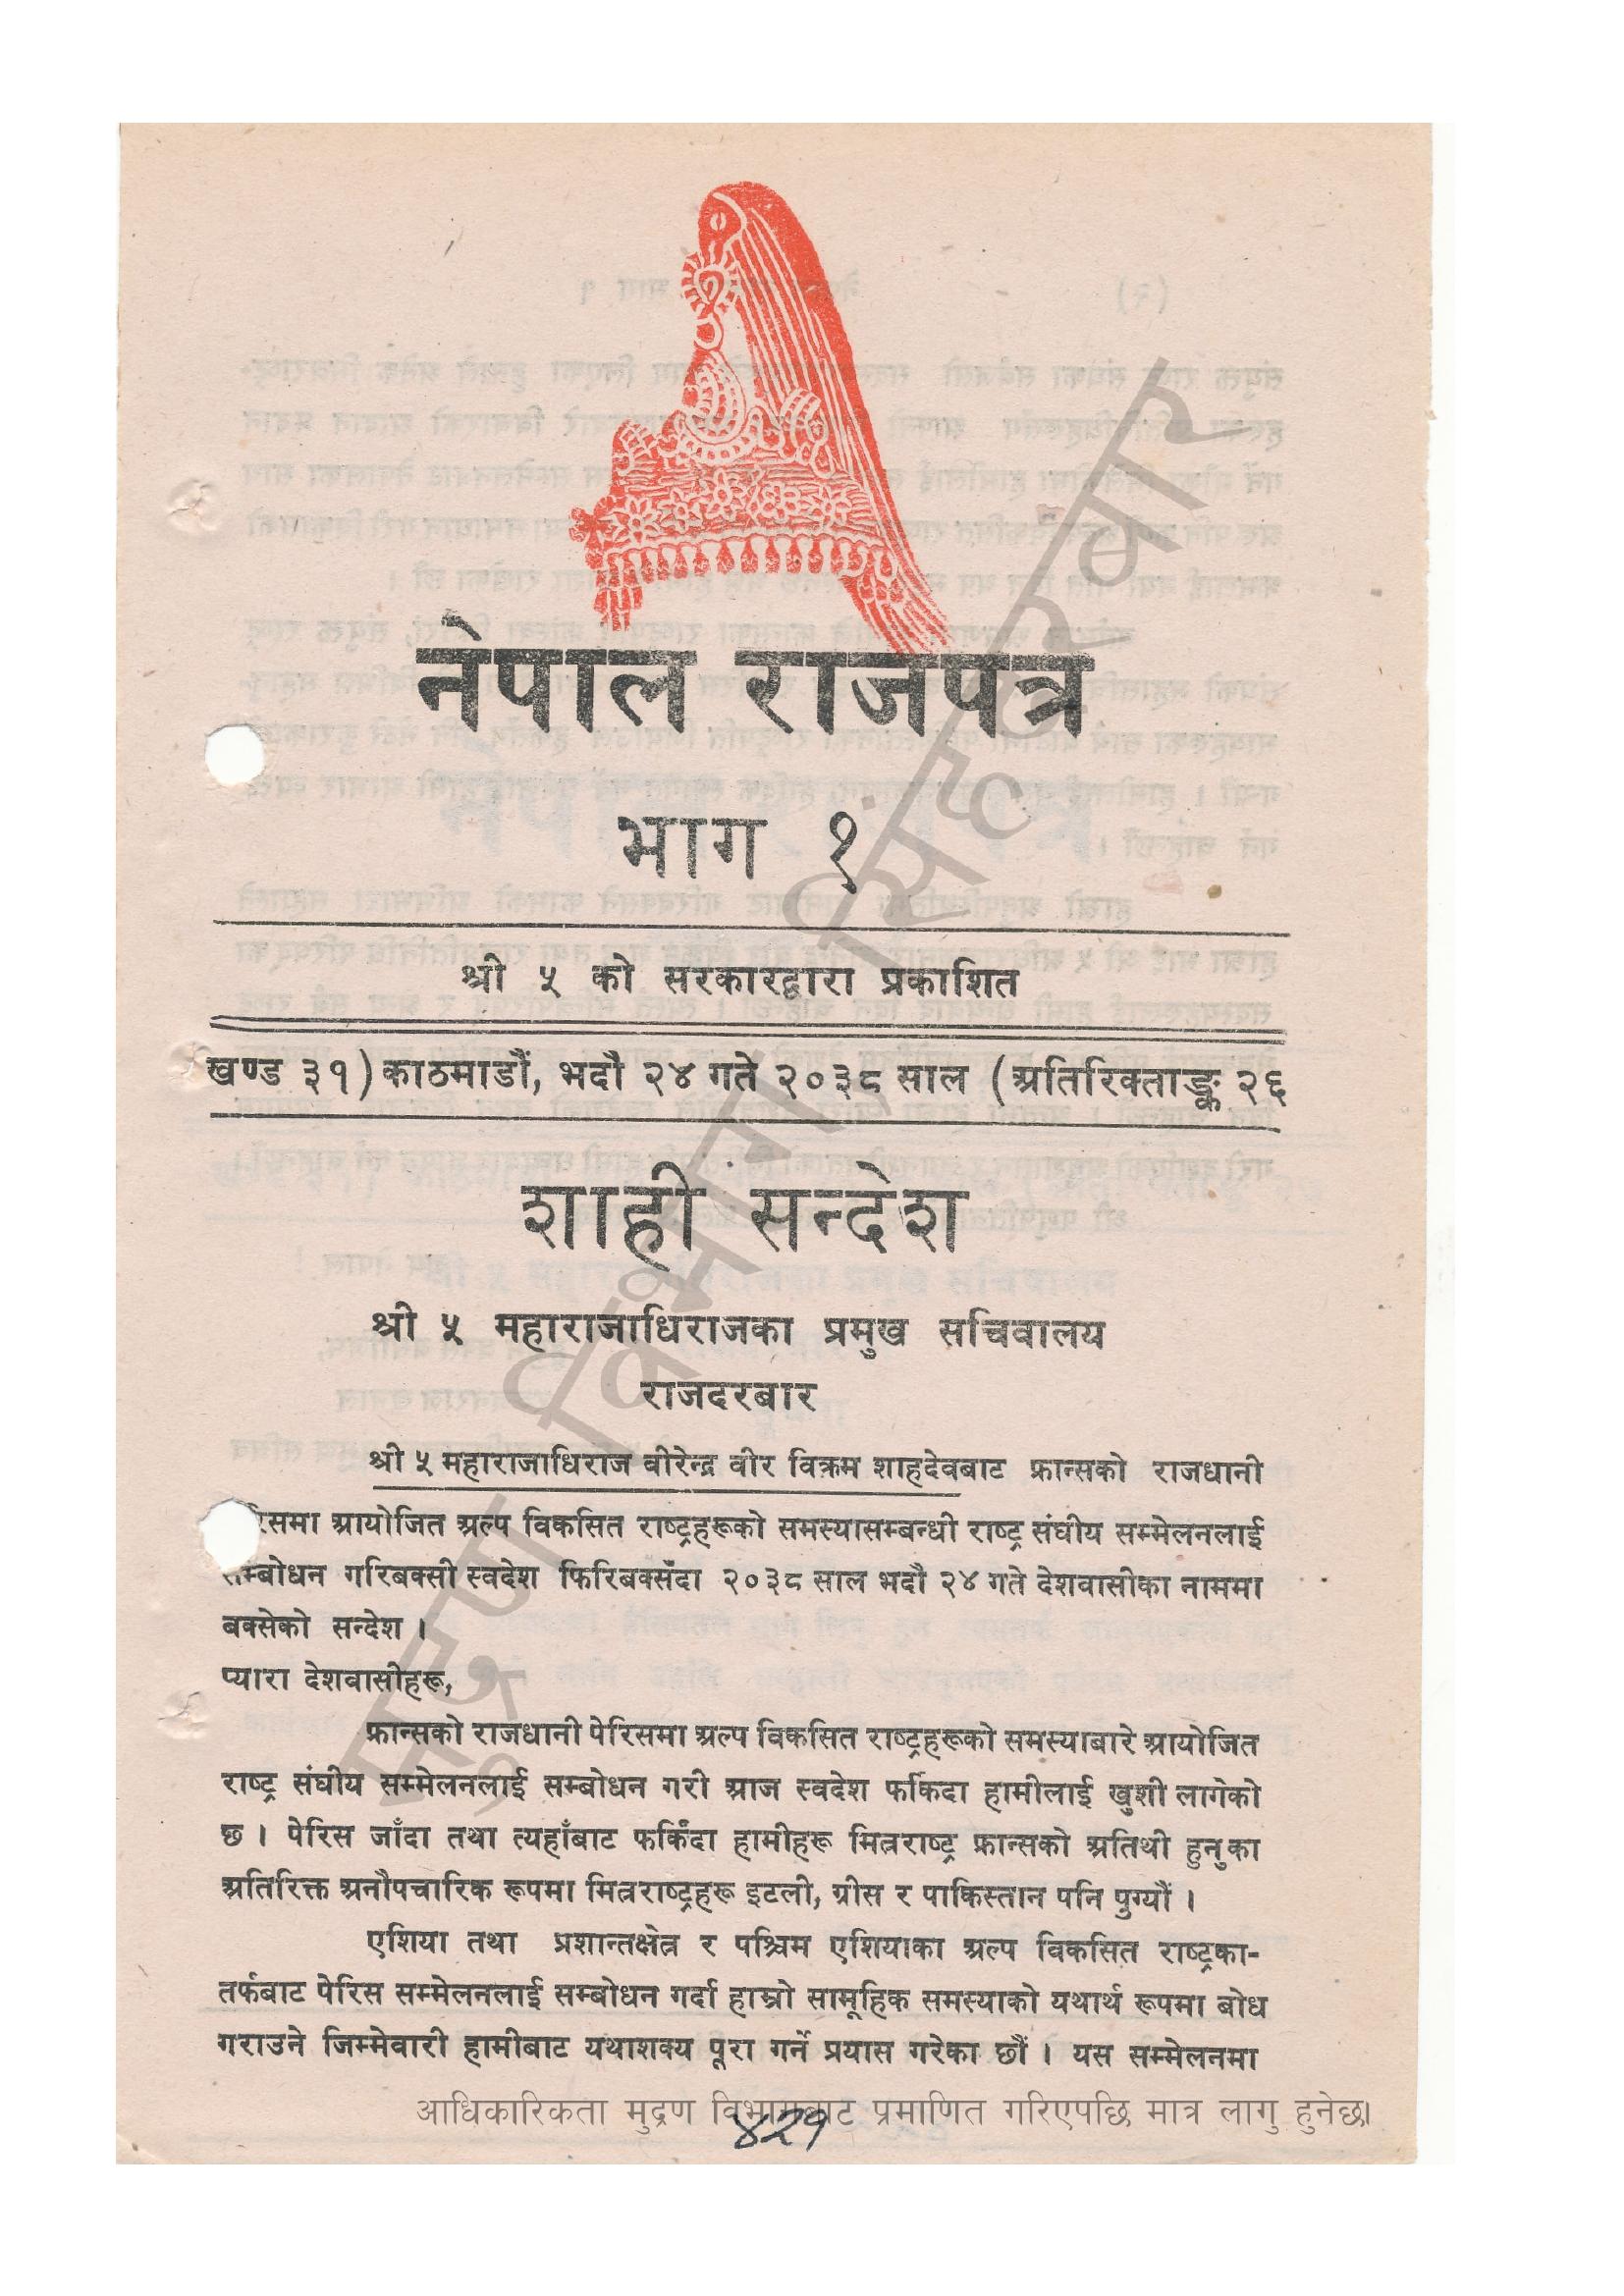 नेपाल राजपत्र
भाग १
श्री ५ को सरकारद्वारा प्रकाशित
खण्ड ३१) काठमाडौं, भदौ २४ गते २०३८ साल (अतिरिक्ताङ्क २६
शाही सन्देश
श्री ५ महाराजाधिराजका प्रमुख सचिवालय
राजदरबार
श्री ५ महाराजाधिराज वीरेन्द्र वीर विक्रम शाहदेवबाट फ्रान्सको राजधानी
रिसमा आयोजित अल्प विकसित राष्ट्रहरूको समस्यासम्बन्धी राष्ट्र संघीय सम्मेलनलाई
सम्बोधन गरिबक्सी स्वदेश फिरिबक्सँदा २०३८ साल भदौ २४ गते देशवासीका नाममा
बक्सेको सन्देश ।
प्यारा देशवासीहरू,
फ्रान्सको राजधानी पेरिसमा अल्प विकसित राष्ट्रहरूको समस्याबारे आयोजित
राष्ट्र संघीय सम्मेलनलाई सम्बोधन गरी आज स्वदेश फर्किदा हामीलाई खुशी लागेको
छ । पेरिस जाँदा तथा त्यहाँबाट फर्किंदा हामीहरू मित्रराष्ट्र फ्रान्सको अतिथी हुनुका
अतिरिक्त अनौपचारिक रूपमा मित्रराष्ट्रहरू इटली, ग्रीस र पाकिस्तान पनि पुग्यौं ।
एशिया तथा प्रशान्तक्षेत्र र पश्चिम एशियाका अल्प विकसित राष्ट्रका-
तर्फबाट पेरिस सम्मेलनलाई सम्बोधन गर्दा हाम्रो सामूहिक समस्याको यथार्थ रूपमा बोध
गराउने जिम्मेवारी हामीबाट यथाशक्य पूरा गर्ने प्रयास गरेका छौं । यस सम्मेलनमा
आधिकारिकता मुद्रण विभागबाट प्रमाणित गरिएपछि मात्र लागु हुनेछ।
४२१
मुद्रण विभाग, सिंहदरबार